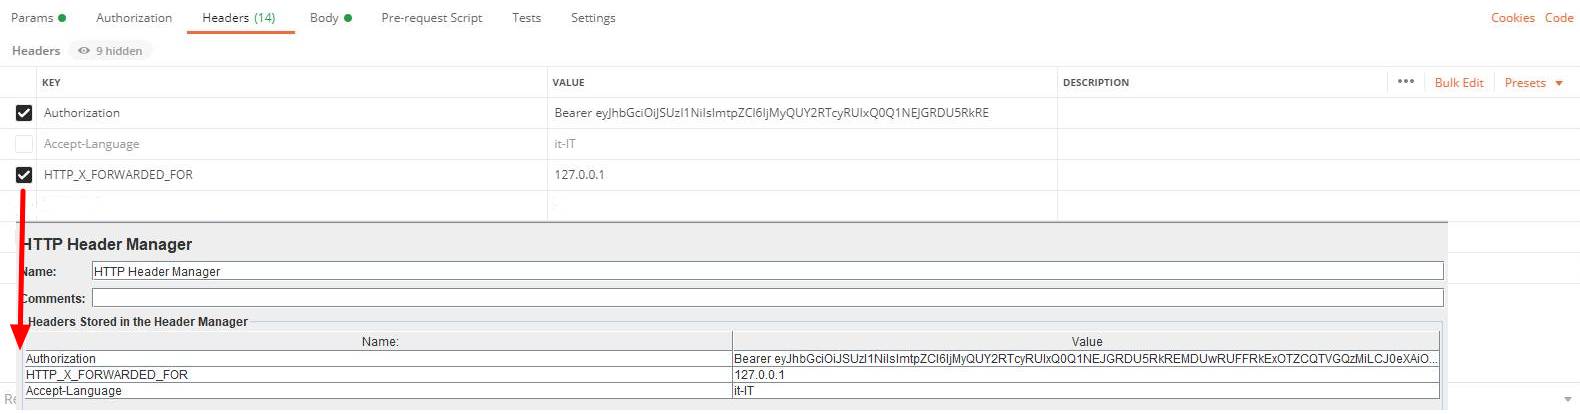 Params Authorization Headers (14) Body Pre-request Script Tests Settings Cookies Code
Headers 9 hidden
KEY VALUE DESCRIPTION ••• Bulk Edit Presets
Authorization Bearer eyJhbGciOiJSUzI1NiIsImtpZCI6IjMyQUY2RTcyRUIxQ0Q1NEJGRDU5RkRE
Accept-Language it-IT
HTTP_X_FORWARDED_FOR 127.0.0.1
HTTP Header Manager
Name: HTTP Header Manager
Comments:
Headers Stored in the Header Manager
Name: Value
Authorization Bearer eyJhbGciOiJSUzI1NiIsImtpZCI6IjMyQUY2RTcyRUIxQ0Q1NEJGRDU5RkREMDUwRUFFRkExOTZCQTVGQzMiLCJ0eXAiO...
HTTP_X_FORWARDED_FOR 127.0.0.1
Accept-Language it-IT
Re